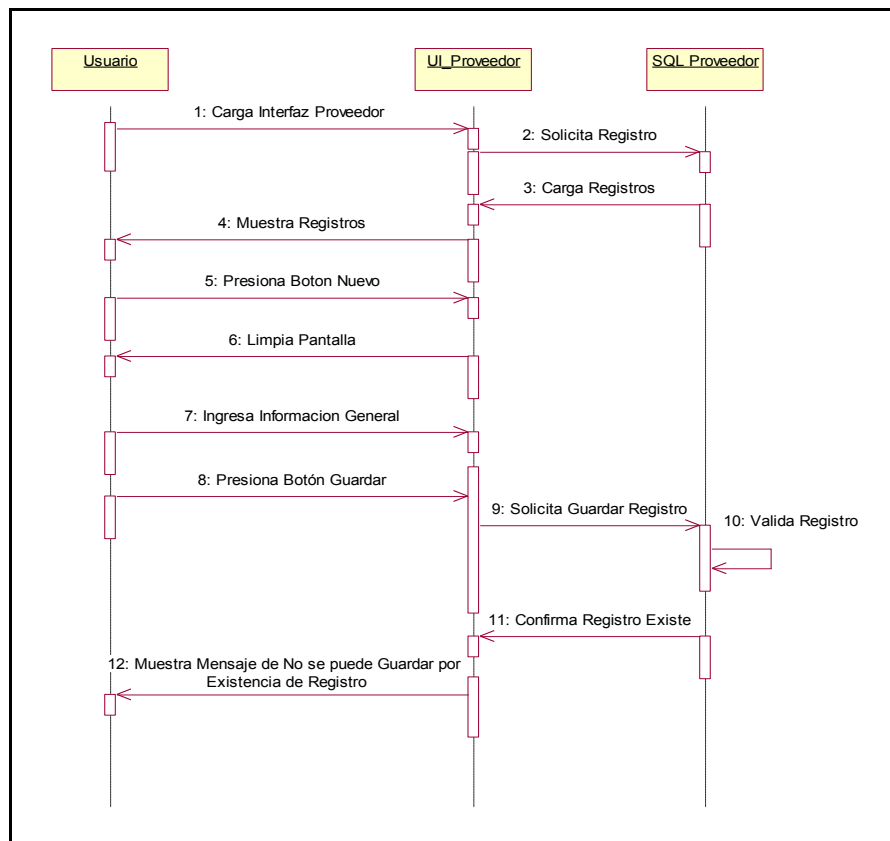 Usuario
UI_Proveedor
SQL Proveedor
1: Carga Interfaz Proveedor
2: Solicita Registro
3: Carga Registros
4: Muestra Registros
5: Presiona Boton Nuevo
6: Limpia Pantalla
7: Ingresa Informacion General
8: Presiona Botón Guardar
9: Solicita Guardar Registro
10: Valida Registro
11: Confirma Registro Existe
12: Muestra Mensaje de No se puede Guardar por
Existencia de Registro